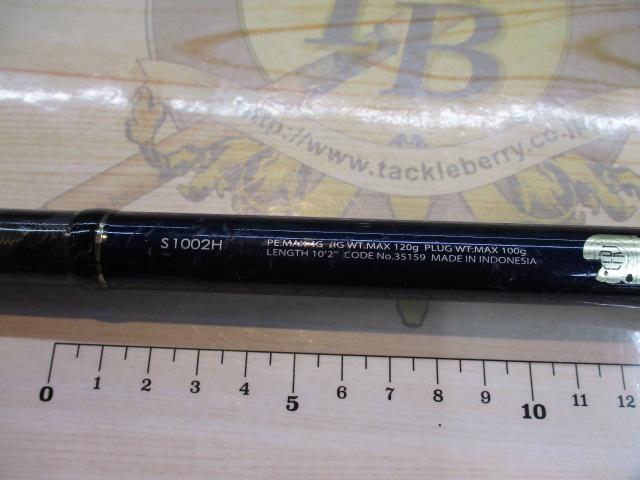 TB
http://www.tackleberry.co.jp
S1002H
PE.MAX4G JIG WT.MAX 120g PLUG WT.MAX 100g
LENGTH 10'2" CODE No.35159 MADE IN INDONESIA
0 1 2 3 4 5 6 7 8 9 10 11 12